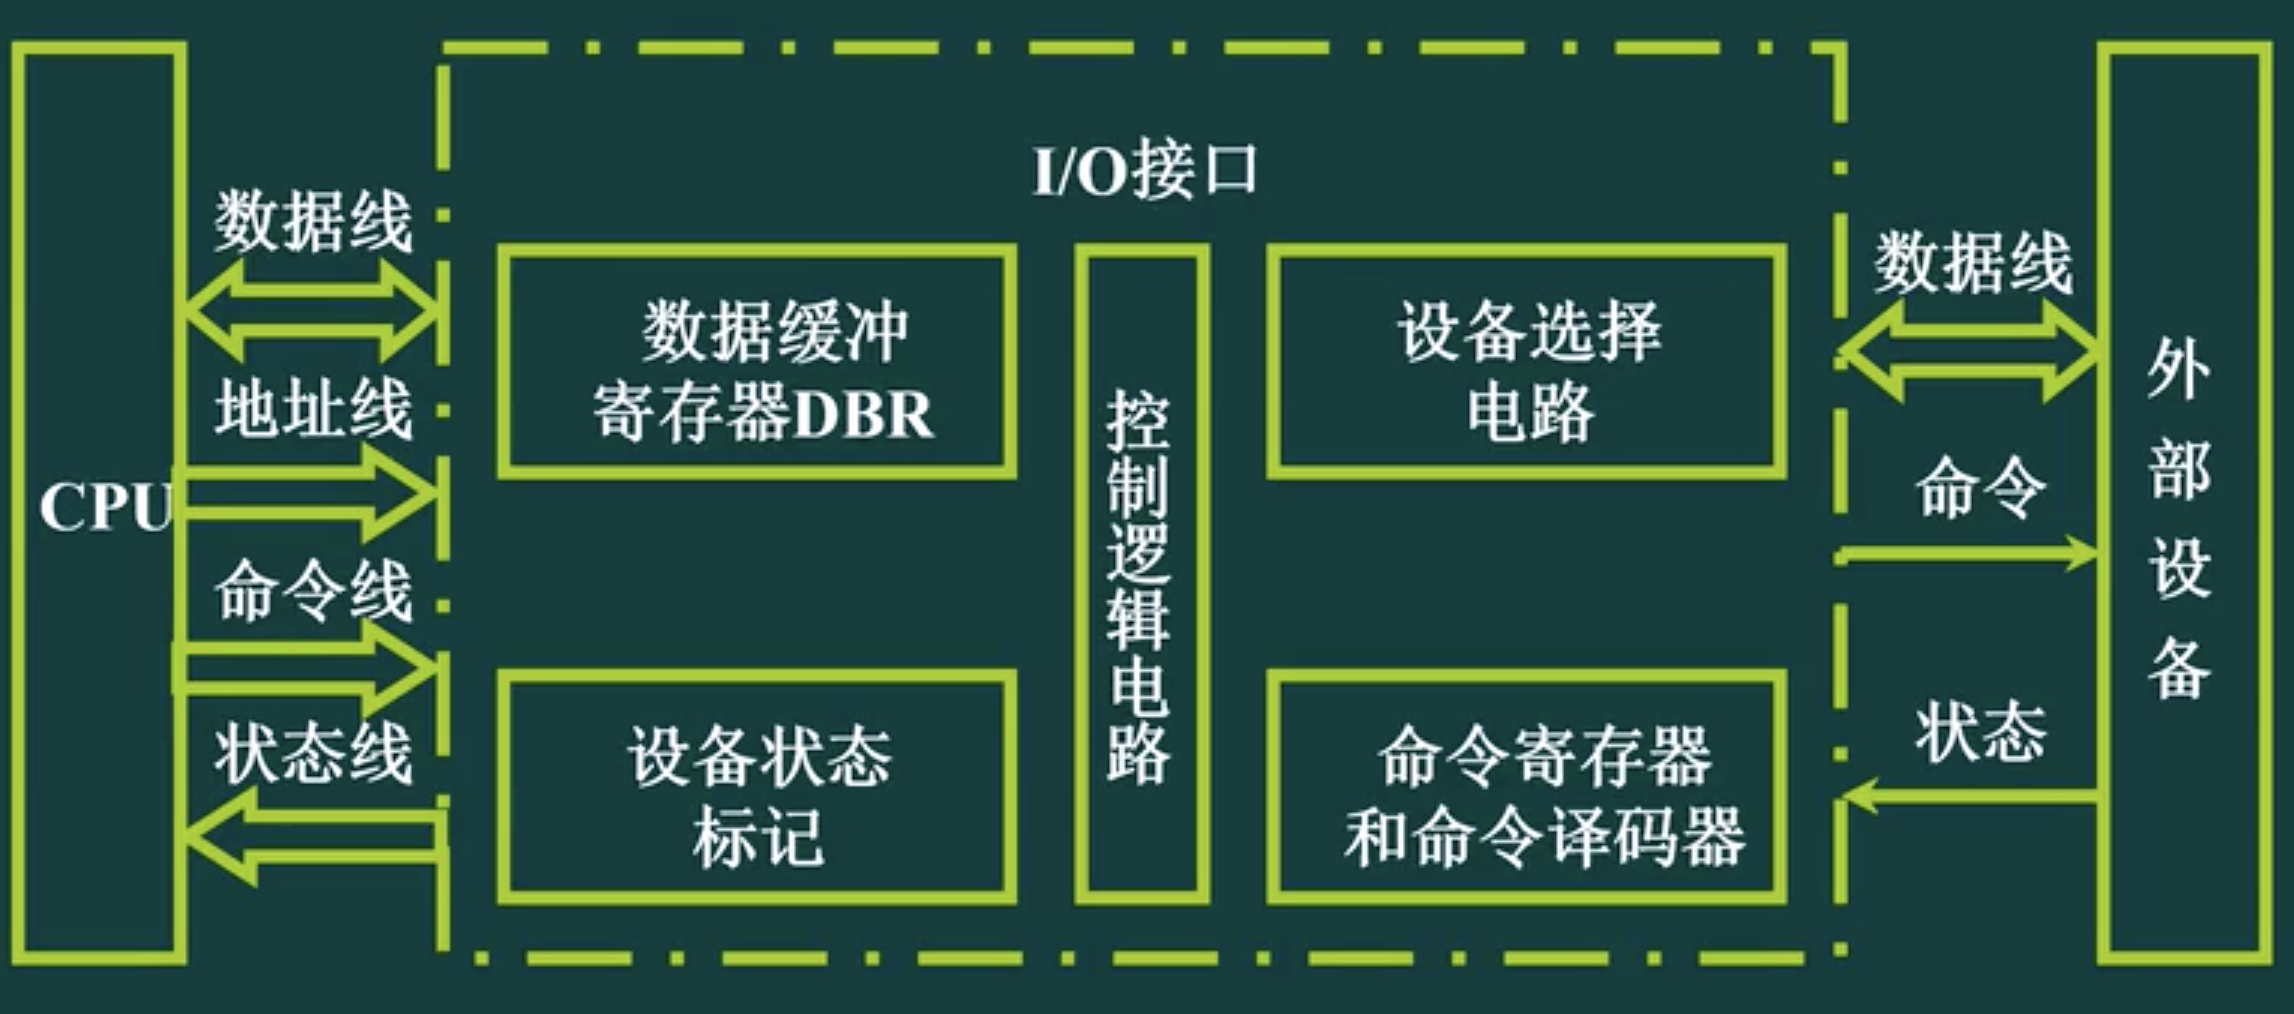 I/O接口
数据线
地址线
CPU
命令线
状态线
数据缓冲
寄存器DBR
设备状态
标记
控制逻辑电路
设备选择
电路
命令寄存器
和命令译码器
数据线
命令
状态
外部设备